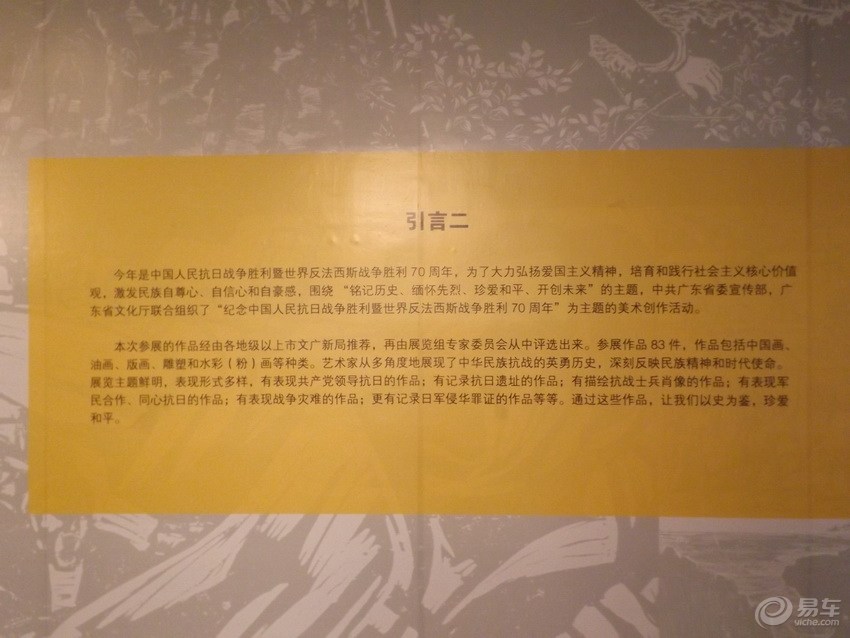 引言二
今年是中国人民抗日战争胜利暨世界反法西斯战争胜利 70 周年，为了大力弘扬爱国主义精神，培育和践行社会主义核心价值
观，激发民族自尊心、自信心和自豪感，围绕“铭记历史、缅怀先烈、珍爱和平、开创未来”的主题，中共广东省委宣传部，广
东省文化厅联合组织了“纪念中国人民抗日战争胜利暨世界反法西斯战争胜利 70 周年”为主题的美术创作活动。
本次参展的作品经由各地级以上市文广新局推荐，再由展览组专家委员会从中评选出来。参展作品 83 件，作品包括中国画、
油画、版画、雕塑和水彩（粉）画等种类。艺术家从多角度地展现了中华民族抗战的英勇历史，深刻反映民族精神和时代使命。
展览主题鲜明，表现形式多样，有表现共产党领导抗日的作品；有记录抗日遗址的作品；有描绘抗战士兵肖像的作品；有表现军
民合作、同心抗日的作品；有表现战争灾难的作品；更有记录日军侵华罪证的作品等等。通过这些作品，让我们以史为鉴，珍爱
和平。
易车
yiche.com